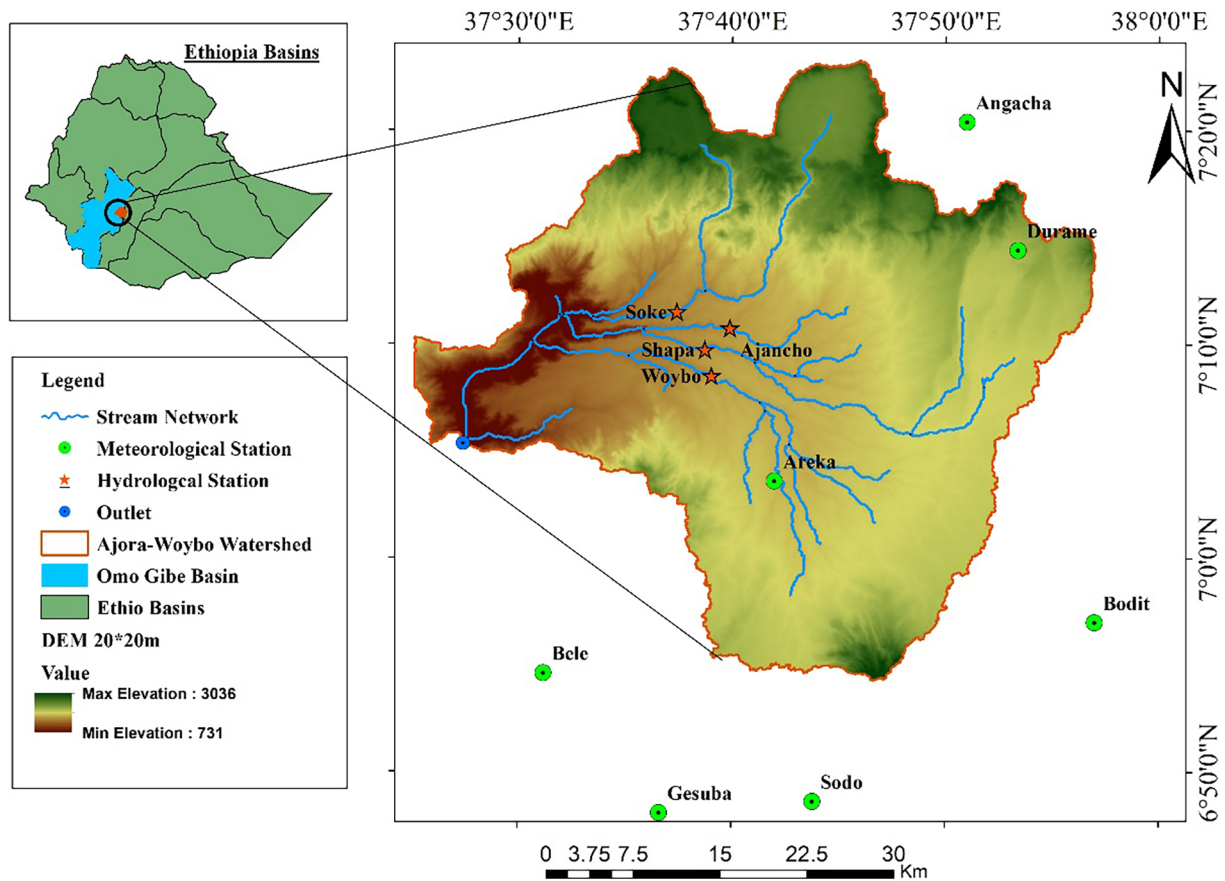 37°30'0"E 37°40'0"E 37°50'0"E 38°0'0"E
Ethiopia Basins
N
Angacha
7°20'0"N
Durame
Soke
Ajancho
Shapa
7°10'0"N
Woybo
Legend
Stream Network
Meteorological Station
Hydrologcal Station
Outlet
Ajora-Woybo Watershed
Omo Gibe Basin
Ethio Basins
DEM 20*20m
Value
Max Elevation : 3036
Min Elevation : 731
Areka
7°0'0"N
Bodit
Bele
Gesuba
Sodo
6°50'0"N
0 3.75 7.5 15 22.5 30
Km